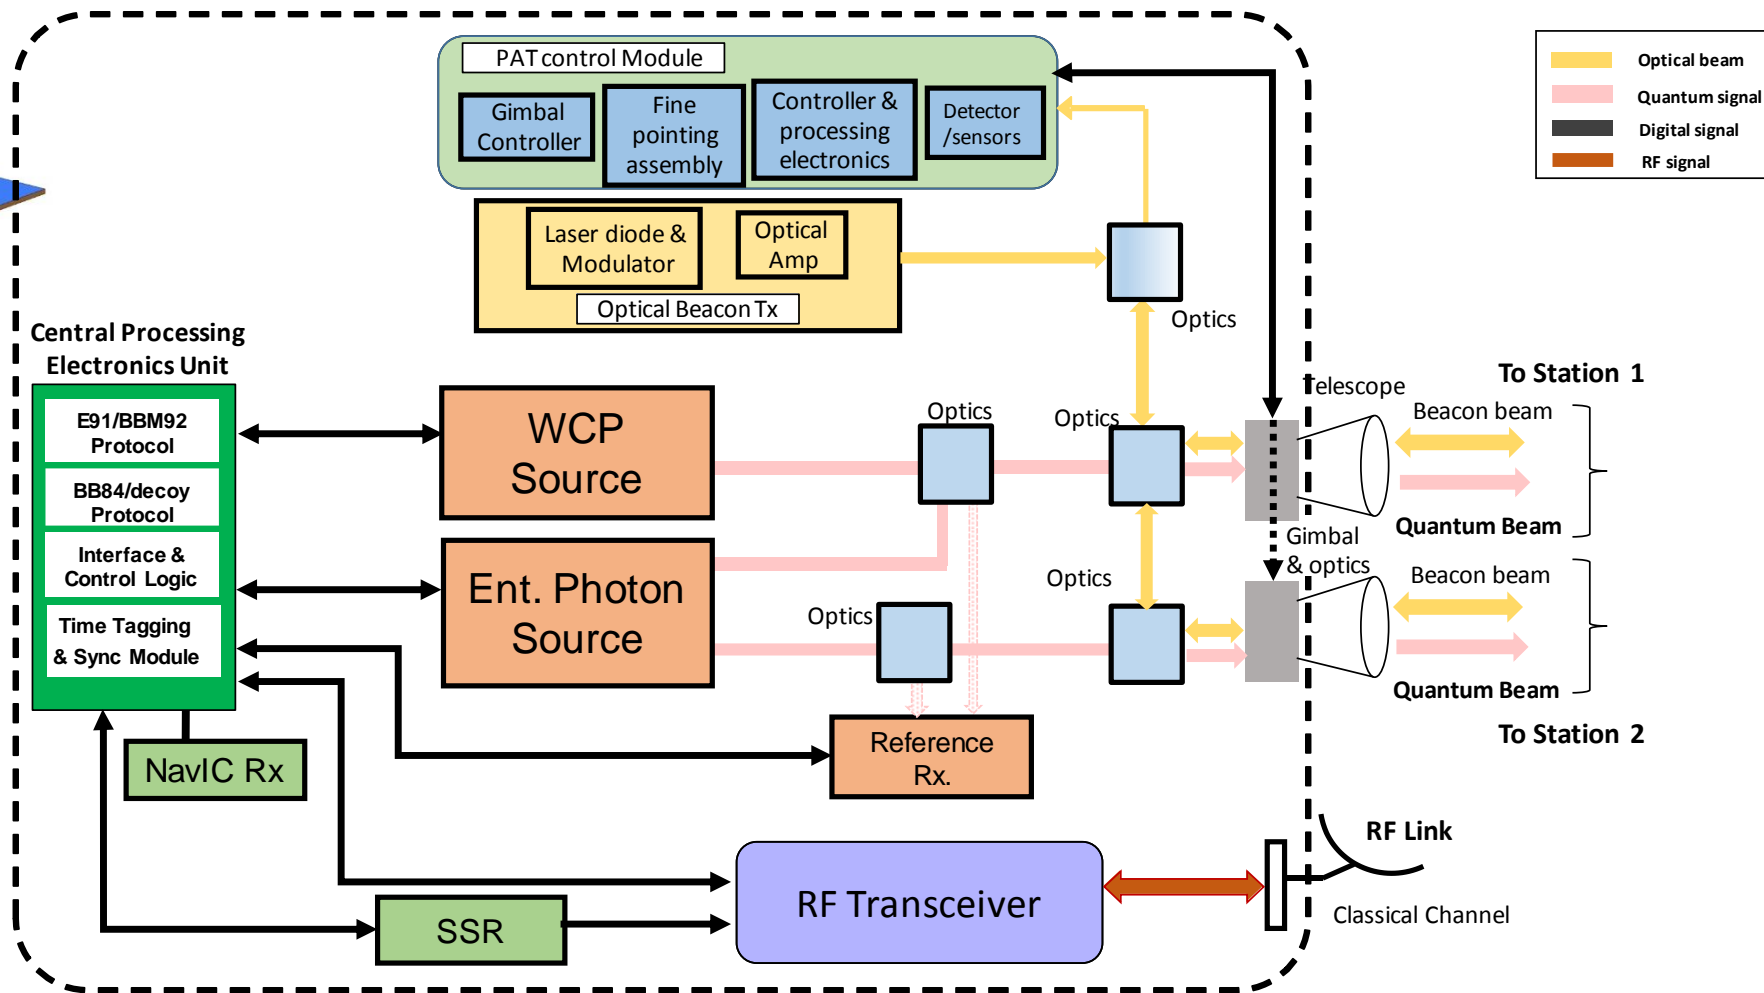 PAT control Module
Gimbal
Controller
Fine
pointing
assembly
Controller &
processing
electronics
Detector
/sensors
Optical beam
Quantum signal
Digital signal
RF signal
Laser diode &
Modulator
Optical
Amp
Optical Beacon Tx
Optics
Central Processing
Electronics Unit
E91/BBM92
Protocol
BB84/decoy
Protocol
Interface &
Control Logic
Time Tagging
& Sync Module
NavIC Rx
WCP
Source
Ent. Photon
Source
Optics
Optics
Optics
Optics
Reference
Rx.
Telescope
Gimbal
& optics
To Station 1
Beacon beam
Quantum Beam
Beacon beam
Quantum Beam
To Station 2
SSR
RF Transceiver
RF Link
Classical Channel